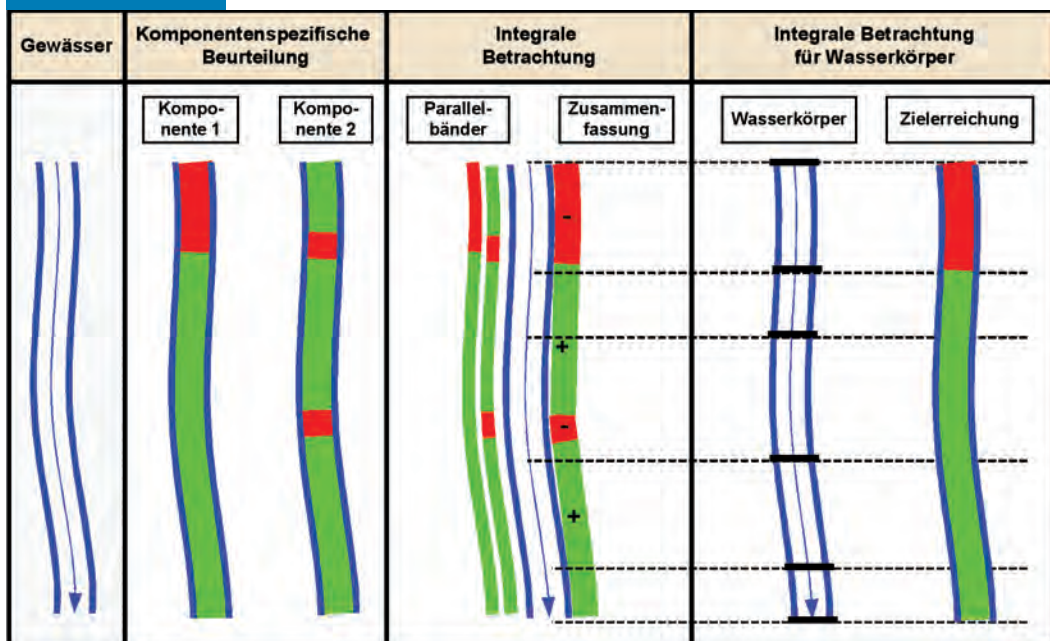 Gewässer
Komponentenspezifische
Beurteilung
Integrale
Betrachtung
Integrale Betrachtung
für Wasserkörper
Kompo-
nente 1
Kompo-
nente 2
Parallel-
bänder
Zusammen-
fassung
Wasserkörper
Zielerreichung
-
+
-
+